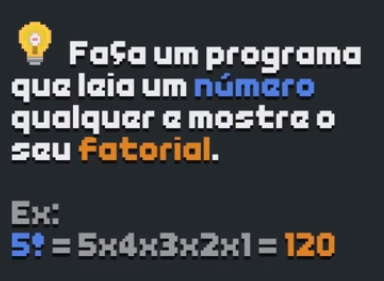 Faça um programa
que leia um número
qualquer e mostre o
seu fatorial.
Ex:
5! = 5x4x3x2x1 = 120